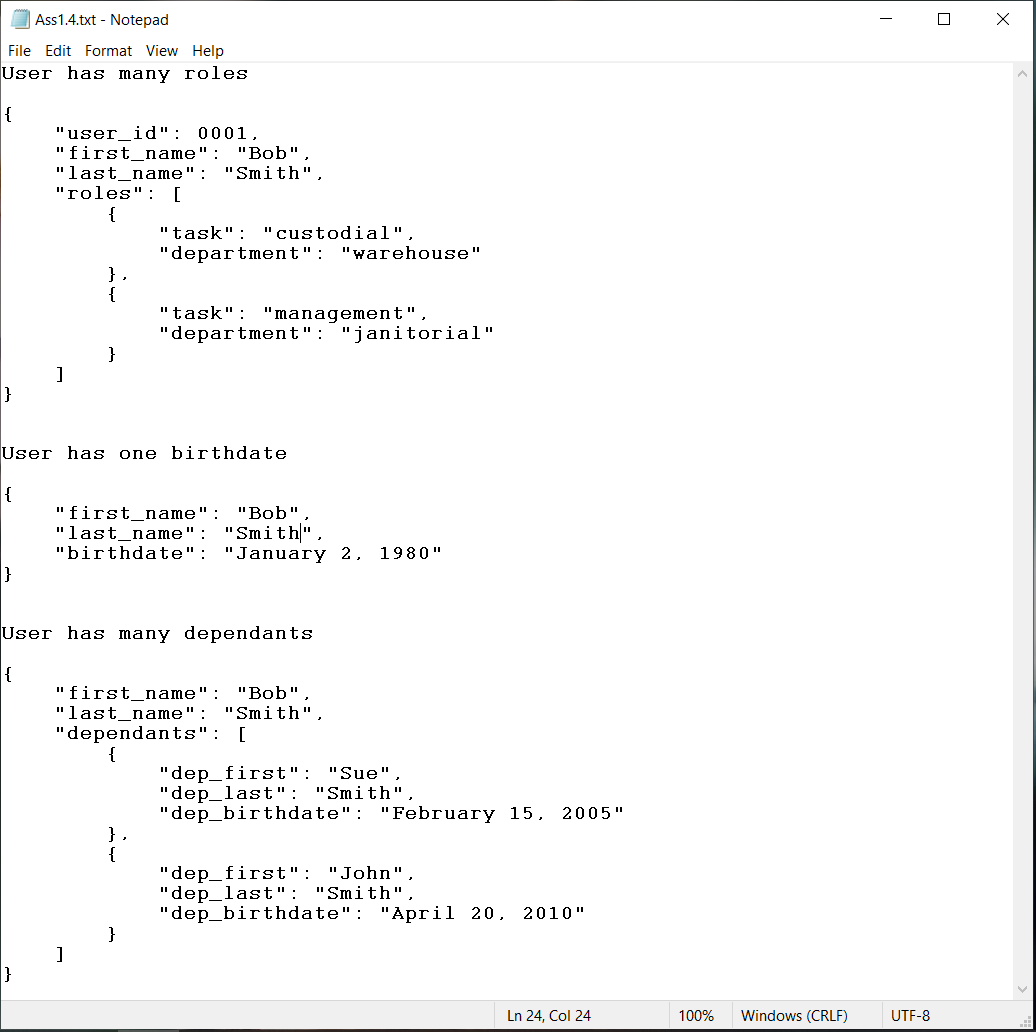 Ass1.4.txt - Notepad
File Edit Format View Help
User has many roles
{
    "user_id": 0001,
    "first_name": "Bob",
    "last_name": "Smith",
    "roles": [
        {
            "task": "custodial",
            "department": "warehouse"
        },
        {
            "task": "management",
            "department": "janitorial"
        }
    ]
}
User has one birthdate
{
    "first_name": "Bob",
    "last_name": "Smith",
    "birthdate": "January 2, 1980"
}
User has many dependants
{
    "first_name": "Bob",
    "last_name": "Smith",
    "dependants": [
        {
            "dep_first": "Sue",
            "dep_last": "Smith",
            "dep_birthdate": "February 15, 2005"
        },
        {
            "dep_first": "John",
            "dep_last": "Smith",
            "dep_birthdate": "April 20, 2010"
        }
    ]
}
Ln 24, Col 24 100% Windows (CRLF) UTF-8